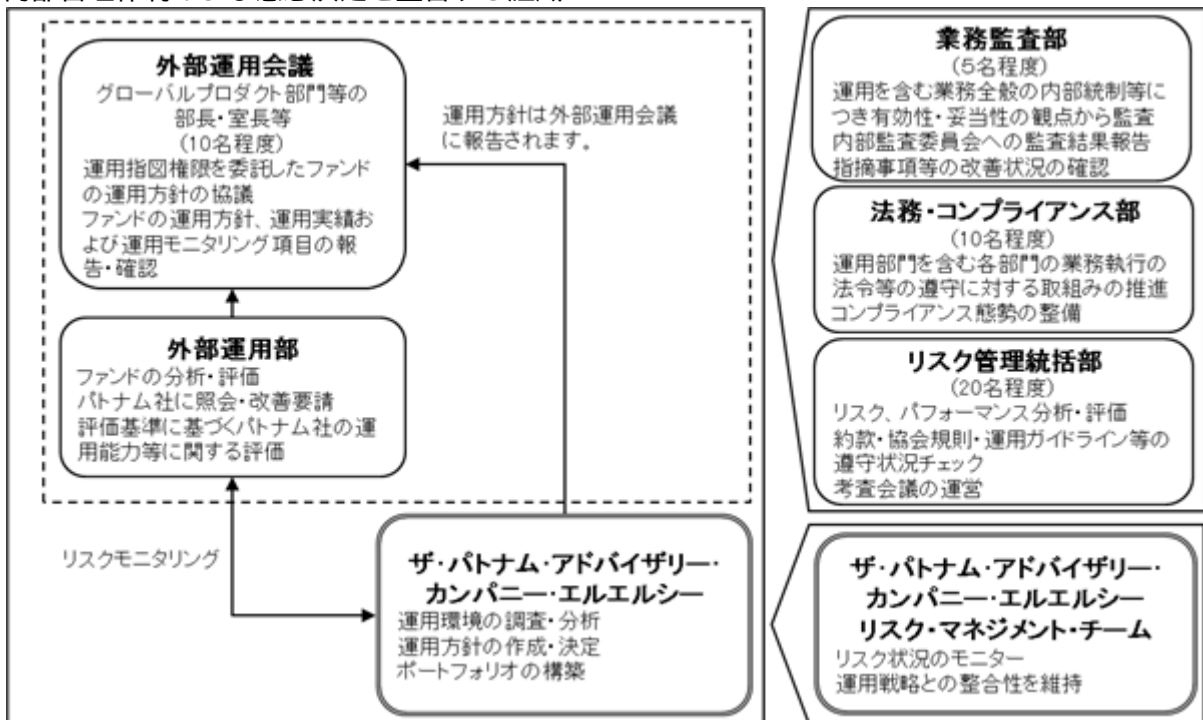 外部運用会議
グローバルプロダクト部門等の
部長・室長等
(10名程度)
運用指図権限を委託したファンド
の運用方針の協議
ファンドの運用方針、運用実績お
よび運用モニタリング項目の報
告・確認
運用方針は外部運用会議
に報告されます。
外部運用部
ファンドの分析・評価
パトナム社に照会・改善要請
評価基準に基づくパトナム社の運
用能力等に関する評価
リスクモニタリング
ザ・パトナム・アドバイザリー・
カンパニー・エルエルシー
運用環境の調査・分析
運用方針の作成・決定
ポートフォリオの構築
業務監査部
(5名程度)
運用を含む業務全般の内部統制等に
つき有効性・妥当性の観点から監査
内部監査委員会への監査結果報告
指摘事項等の改善状況の確認
法務・コンプライアンス部
(10名程度)
運用部門を含む各部門の業務執行の
法令等の遵守に対する取組みの推進
コンプライアンス態勢の整備
リスク管理統括部
(20名程度)
リスク、パフォーマンス分析・評価
約款・協会規則・運用ガイドライン等の
遵守状況チェック
考査会議の運営
ザ・パトナム・アドバイザリー・
カンパニー・エルエルシー
リスク・マネジメント・チーム
リスク状況のモニター
運用戦略との整合性を維持